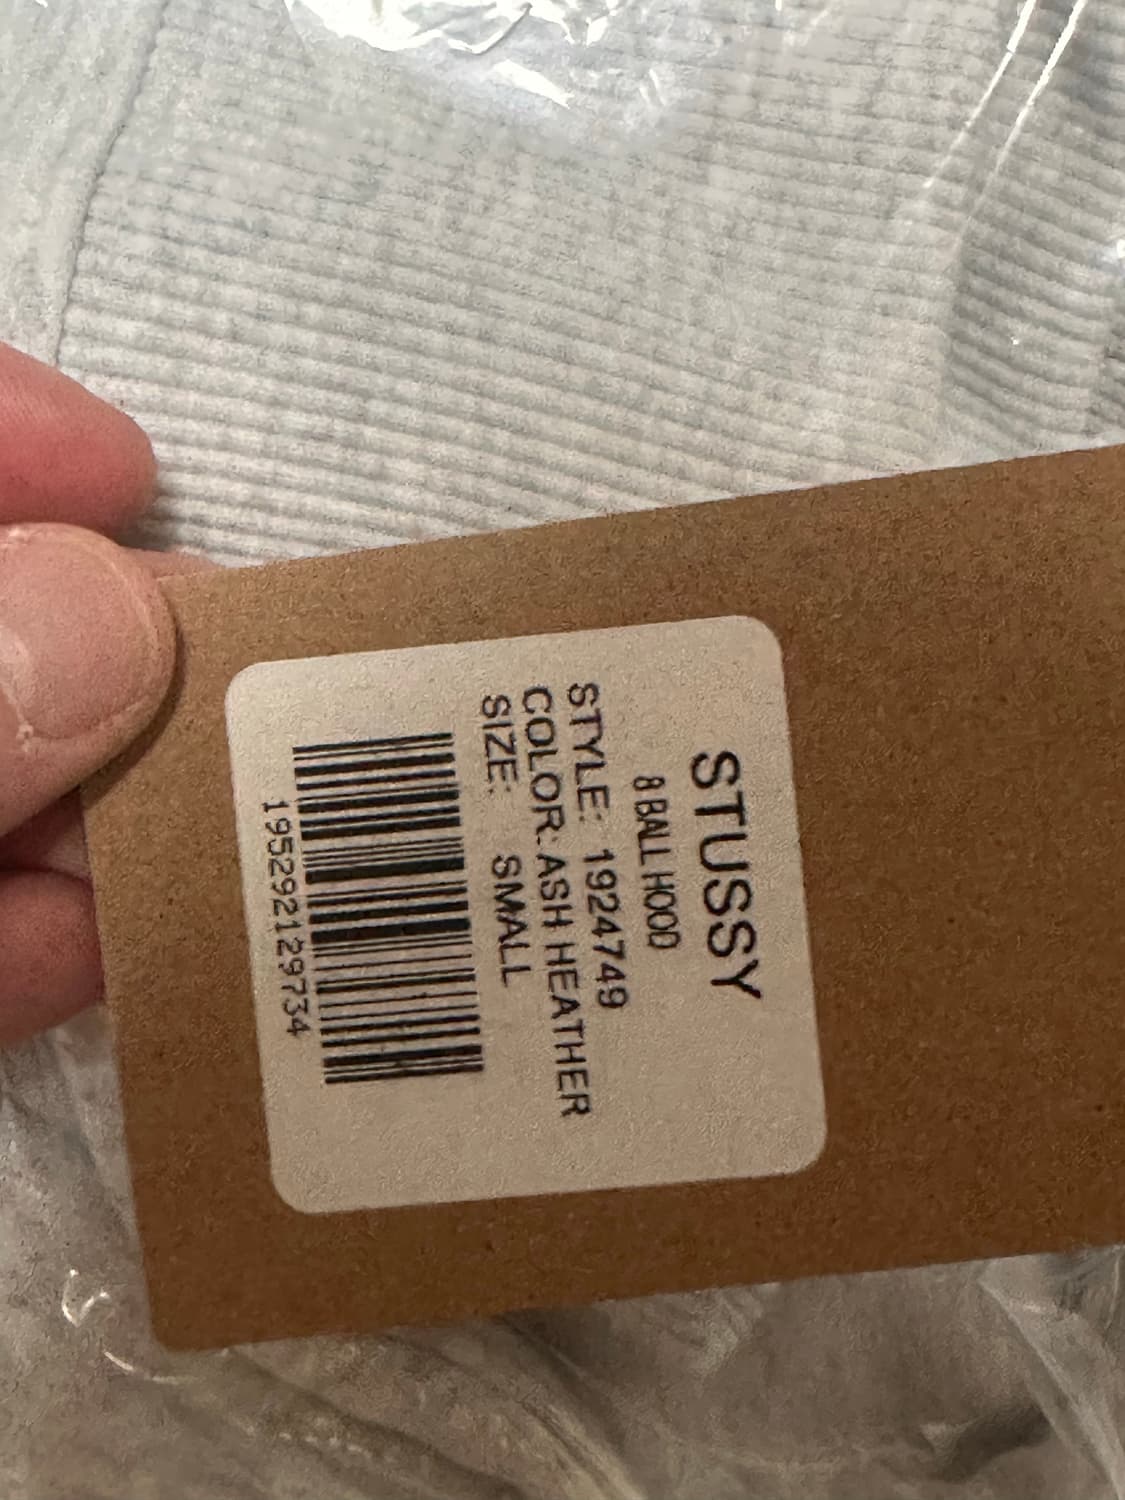 STUSSY
8 BALL HOOD
STYLE: 1924749
COLOR: ASH HEATHER
SIZE: SMALL
195292129734